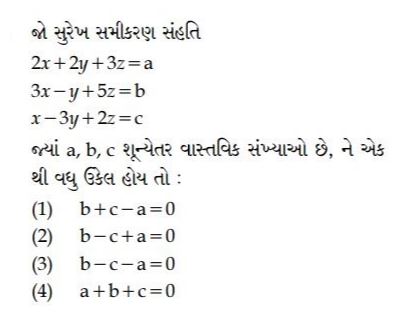 જો સુરેખ સમીકરણ સંહતિ
2x+2y+3z=a
3x−y+5z=b
x−3y+2z=c
જ્યાં a, b, c શૂન્યેતર વાસ્તવિક સંખ્યાઓ છે, ને એક
થી વધુ ઉકેલ હોય તો :
(1) b+c−a=0
(2) b−c+a=0
(3) b−c−a=0
(4) a+b+c=0